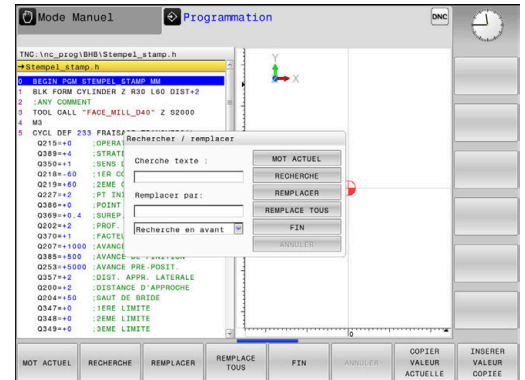 Mode Manuel
Programmation
DNC
TNC:\nc_prog\BHB\Stempel_stamp.h
→Stempel_stamp.h
0 BEGIN PGM STEMPEL_STAMP MM
1 BLK FORM CYLINDER Z R30 L60 DIST+2
2 ;ANY COMMENT
3 TOOL CALL "FACE_MILL_D40" Z S2000
4 M3
5 CYCL DEF 233 FRAISAGE
Q215=+0 ;OPERAT
Q389=+4 ;STRATE
Q350=+1 ;SENS D
Q218=-60 ;1ER CO
Q219=+60 ;2EME C
Q227=+2 ;PT INI
Q386=+0 ;POINT
Q369=+0.4 ;SUREP.
Q202=+2 ;PROF.
Q370=+1 ;FACTEU
Q207=+1000 ;AVANCE
Q385=+500 ;AVANCE DE FINITION
Q253=+5000 ;AVANCE PRE-POSIT.
Q357=+2 ;DIST. APPR. LATERALE
Q200=+2 ;DISTANCE D'APPROCHE
Q204=+50 ;SAUT DE BRIDE
Q347=+0 ;1ERE LIMITE
Q348=+0 ;2EME LIMITE
Q349=+0 ;3EME LIMITE
Rechercher / remplacer
Cherche texte :
Remplacer par:
Recherche en avant
MOT ACTUEL
RECHERCHE
REMPLACER
REMPLACE TOUS
FIN
ANNULER
Y
X
0
MOT ACTUEL
RECHERCHE
REMPLACER
REMPLACE
TOUS
FIN
ANNULER
COPIER
VALEUR
ACTUELLE
INSERER
VALEUR
COPIEE